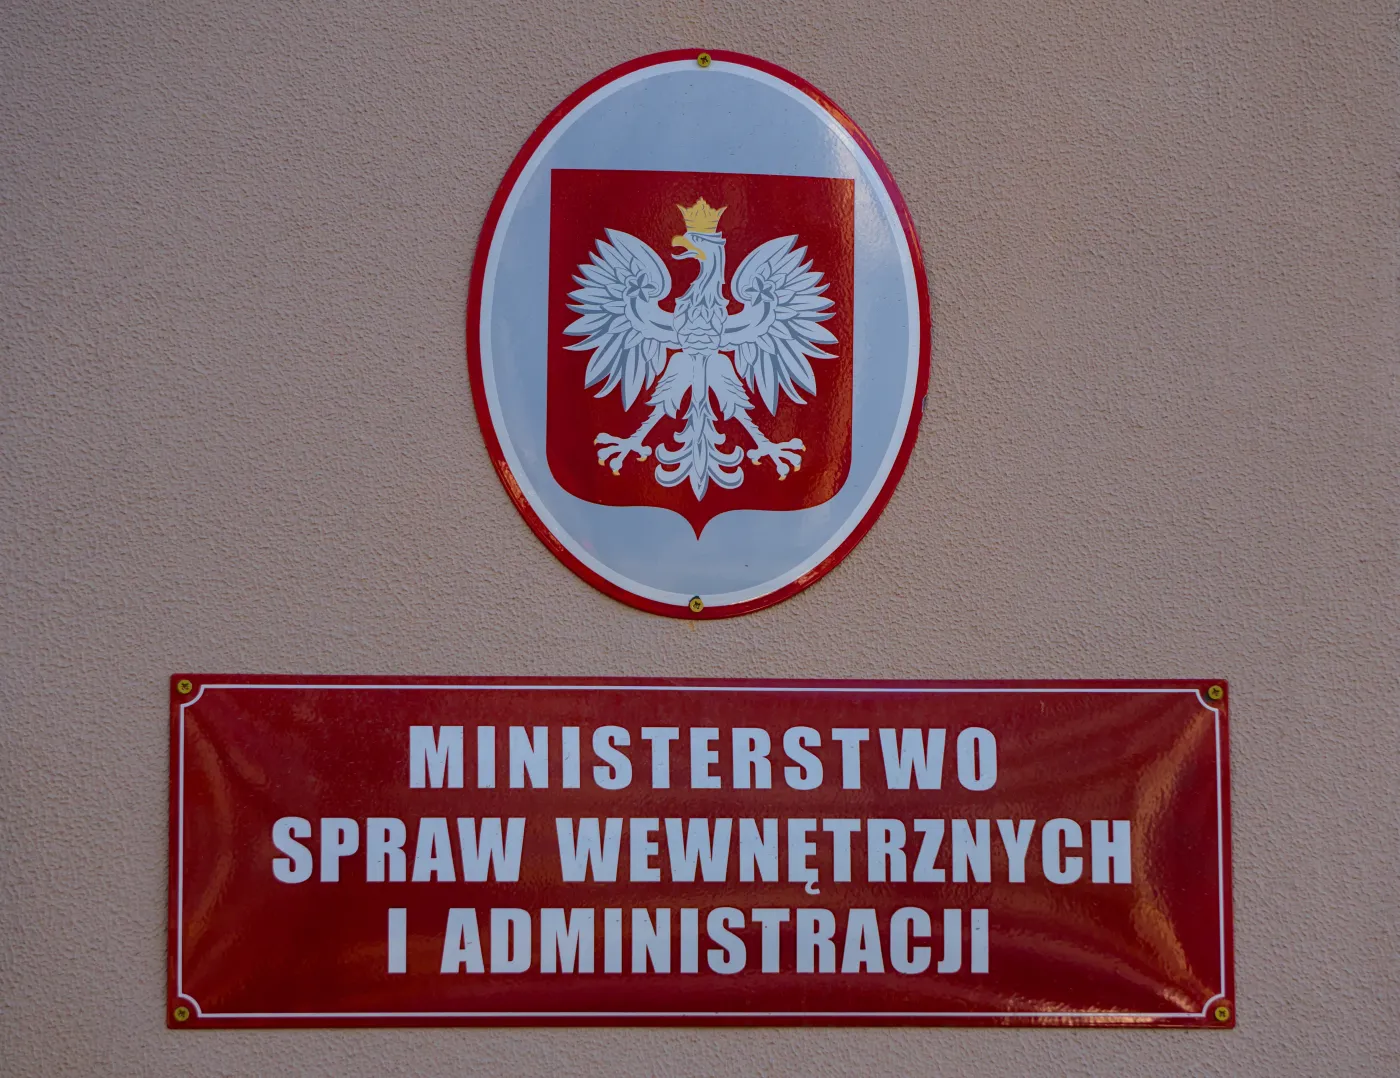 MINISTERSTWO
SPRAW WEWNĘTRZNYCH
I ADMINISTRACJI